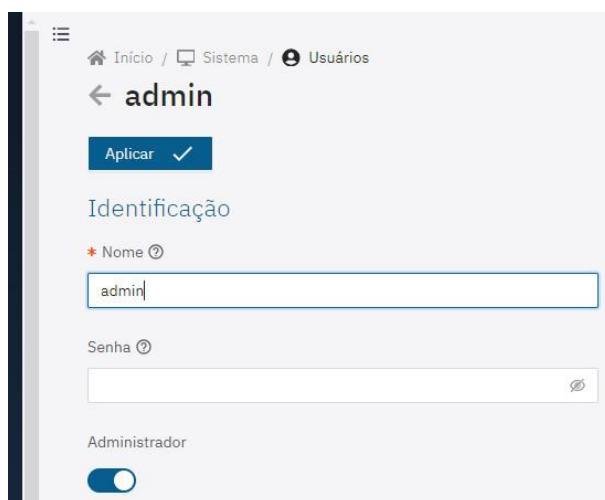 Início / Sistema / Usuários
admin
Aplicar
Identificação
* Nome
admin
Senha
Administrador